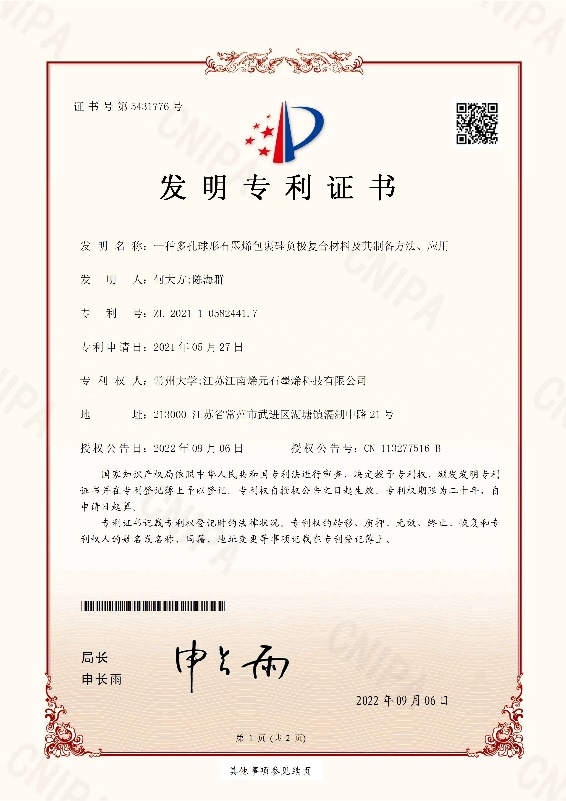 证书号第5431776号
发明专利证书
发明名称：一种多孔球形石墨烯包裹硅负极复合材料及其制备方法、应用
发明人：何大方;陈海群
专利号：ZL 2021 1 0582441.7
专利申请日：2021年05月27日
专利权人：常州大学;江苏江南烯元石墨烯科技有限公司
地址：213000 江苏省常州市武进区湖塘镇滆湖中路21号
授权公告日：2022年09月06日 授权公告号：CN 113277516 B
国家知识产权局依照中华人民共和国专利法进行审查，决定授予专利权，颁发发明专利
证书并在专利登记簿上予以登记。专利权自授权公告之日起生效。专利权期限为二十年，自
申请日起算。
专利证书记载专利权登记时的法律状况。专利权的转移、质押、无效、终止、恢复和专
利权人的姓名或名称、国籍、地址变更等事项记载在专利登记簿上。
局长
申长雨
申长雨
2022年09月06日
第 1 页 (共 2 页)
其他事项参见续页
CNIPA